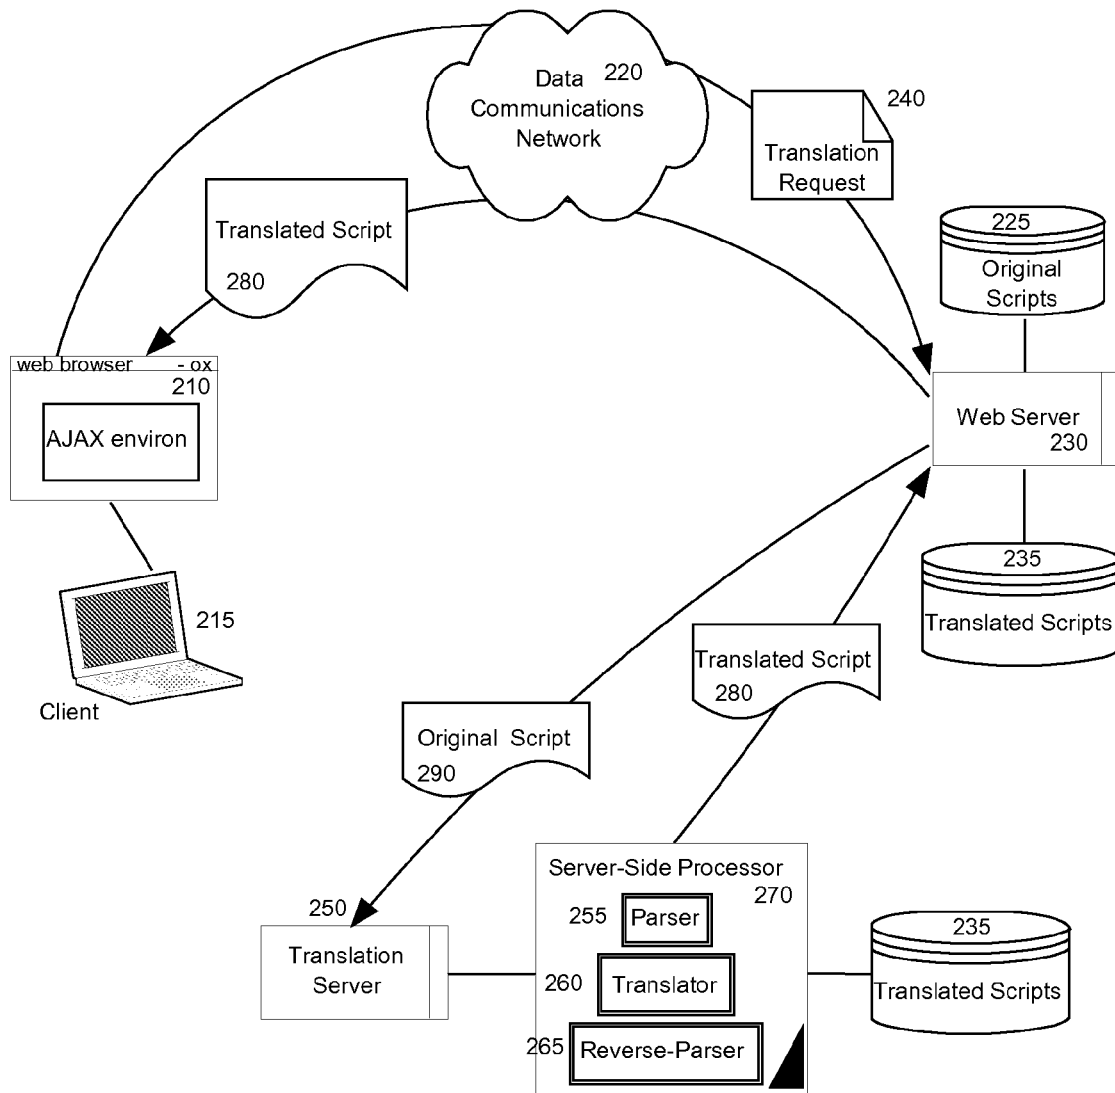 Data
220
Communications
Network
240
Translation
Request
Translated Script
280
225
Original
Scripts
web browser - ox
210
AJAX environ
Web Server
230
235
Translated Scripts
215
Client
Translated Script
280
Original Script
290
Server-Side Processor
270
250
Translation
Server
255
Parser
260
Translator
265
Reverse-Parser
235
Translated Scripts